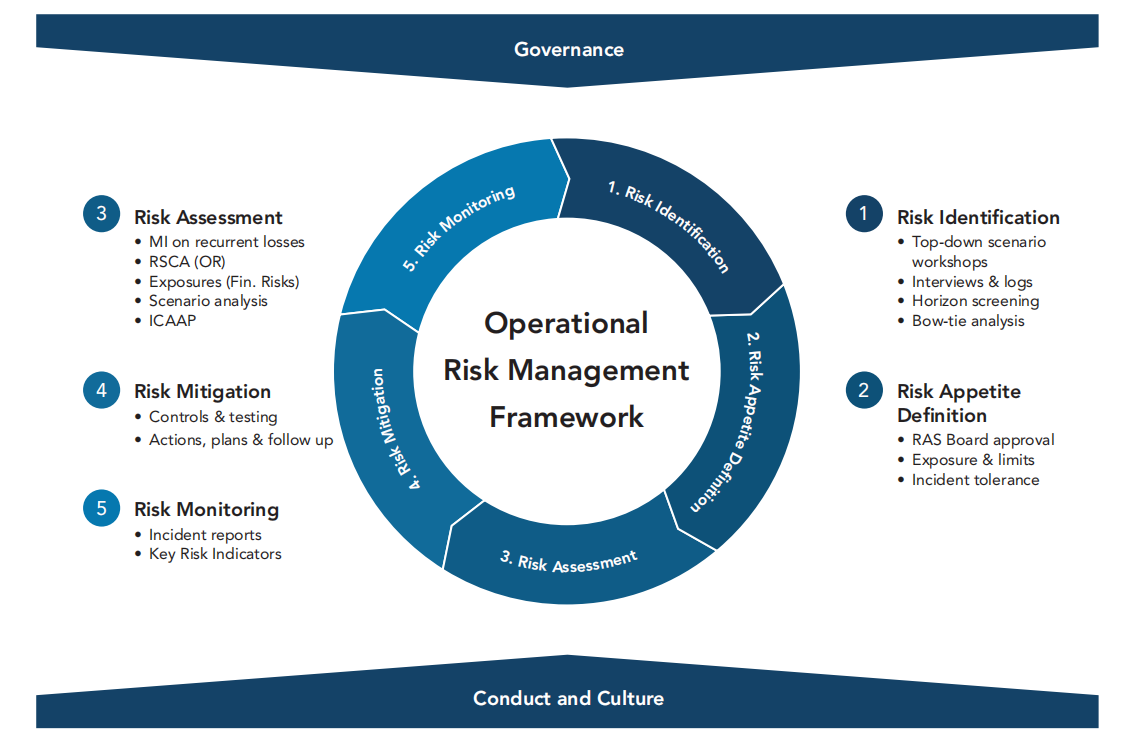 Governance
1. Risk Identification
2. Risk Appetite Definition
3. Risk Assessment
4. Risk Mitigation
5. Risk Monitoring
Operational
Risk Management
Framework
3
Risk Assessment
• MI on recurrent losses
• RSCA (OR)
• Exposures (Fin. Risks)
• Scenario analysis
• ICAAP
4
Risk Mitigation
• Controls & testing
• Actions, plans & follow up
5
Risk Monitoring
• Incident reports
• Key Risk Indicators
1
Risk Identification
• Top-down scenario
workshops
• Interviews & logs
• Horizon screening
• Bow-tie analysis
2
Risk Appetite
Definition
• RAS Board approval
• Exposure & limits
• Incident tolerance
Conduct and Culture